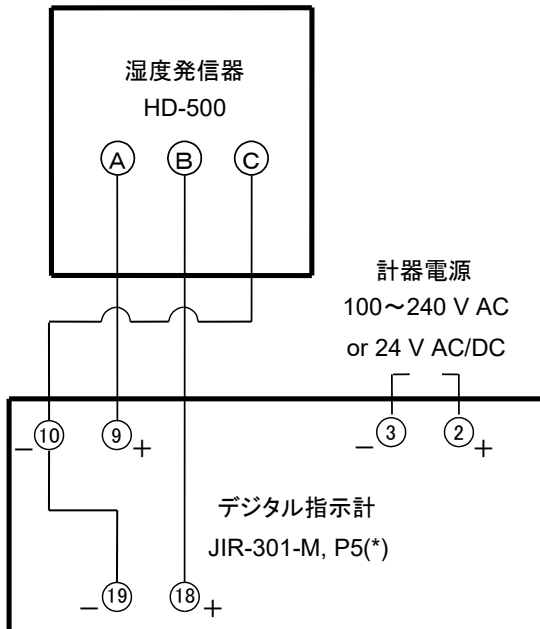 湿度発信器
HD-500
A B C
計器電源
100～240 V AC
or 24 V AC/DC
− 10 9 + − 3 2 +
デジタル指示計
JIR-301-M, P5(*)
− 19 18 +